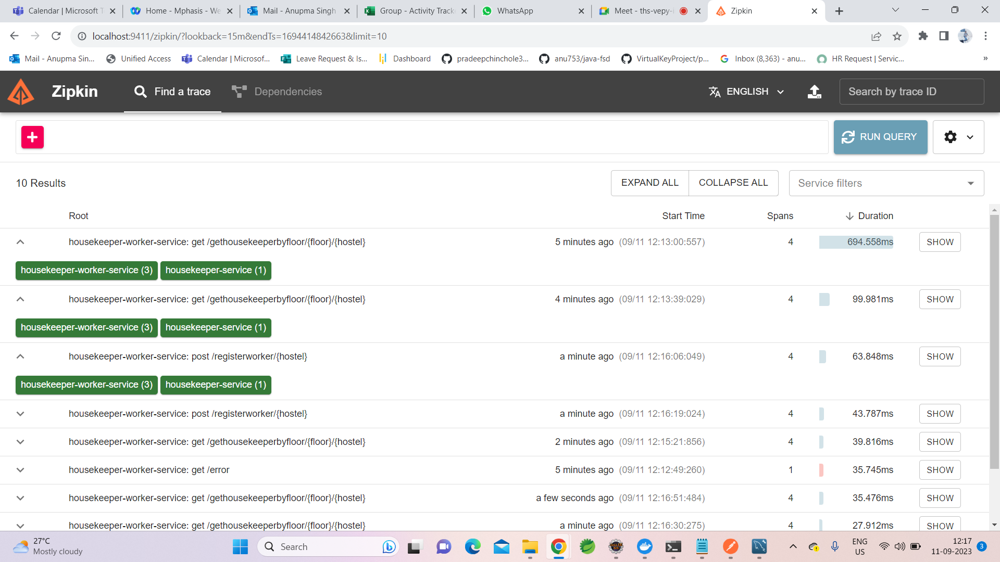 Calendar | Microsoft T
Home - Mphasis - We
Mail - Anupma Singh
Group - Activity Track
WhatsApp
Meet - ths-vepy-i
Zipkin
localhost:9411/zipkin/?lookback=15m&endTs=1694414842663&limit=10
Mail - Anupma Sin...
Unified Access
Calendar | Microsof...
Leave Request & Is...
Dashboard
pradeepchinchole3...
anu753/java-fsd
VirtualKeyProject/p...
Inbox (8,363) - anu...
HR Request | Servic...
»
Zipkin
Find a trace
Dependencies
ENGLISH
Search by trace ID
RUN QUERY
10 Results
EXPAND ALL
COLLAPSE ALL
Service filters
Root Start Time Spans Duration
housekeeper-worker-service: get /gethousekeeperbyfloor/{floor}/{hostel} 5 minutes ago (09/11 12:13:00:557) 4 694.558ms SHOW
housekeeper-worker-service (3) housekeeper-service (1)
housekeeper-worker-service: get /gethousekeeperbyfloor/{floor}/{hostel} 4 minutes ago (09/11 12:13:39:029) 4 99.981ms SHOW
housekeeper-worker-service (3) housekeeper-service (1)
housekeeper-worker-service: post /registerworker/{hostel} a minute ago (09/11 12:16:06:049) 4 63.848ms SHOW
housekeeper-worker-service (3) housekeeper-service (1)
housekeeper-worker-service: post /registerworker/{hostel} a minute ago (09/11 12:16:19:024) 4 43.787ms SHOW
housekeeper-worker-service: get /gethousekeeperbyfloor/{floor}/{hostel} 2 minutes ago (09/11 12:15:21:856) 4 39.816ms SHOW
housekeeper-worker-service: get /error 5 minutes ago (09/11 12:12:49:260) 1 35.745ms SHOW
housekeeper-worker-service: get /gethousekeeperbyfloor/{floor}/{hostel} a few seconds ago (09/11 12:16:51:484) 4 35.476ms SHOW
housekeeper-worker-service: get /gethousekeeperbyfloor/{floor}/{hostel} a minute ago (09/11 12:16:30:275) 4 27.912ms SHOW
27°C
Mostly cloudy
Search
ENG
US
12:17
11-09-2023
3